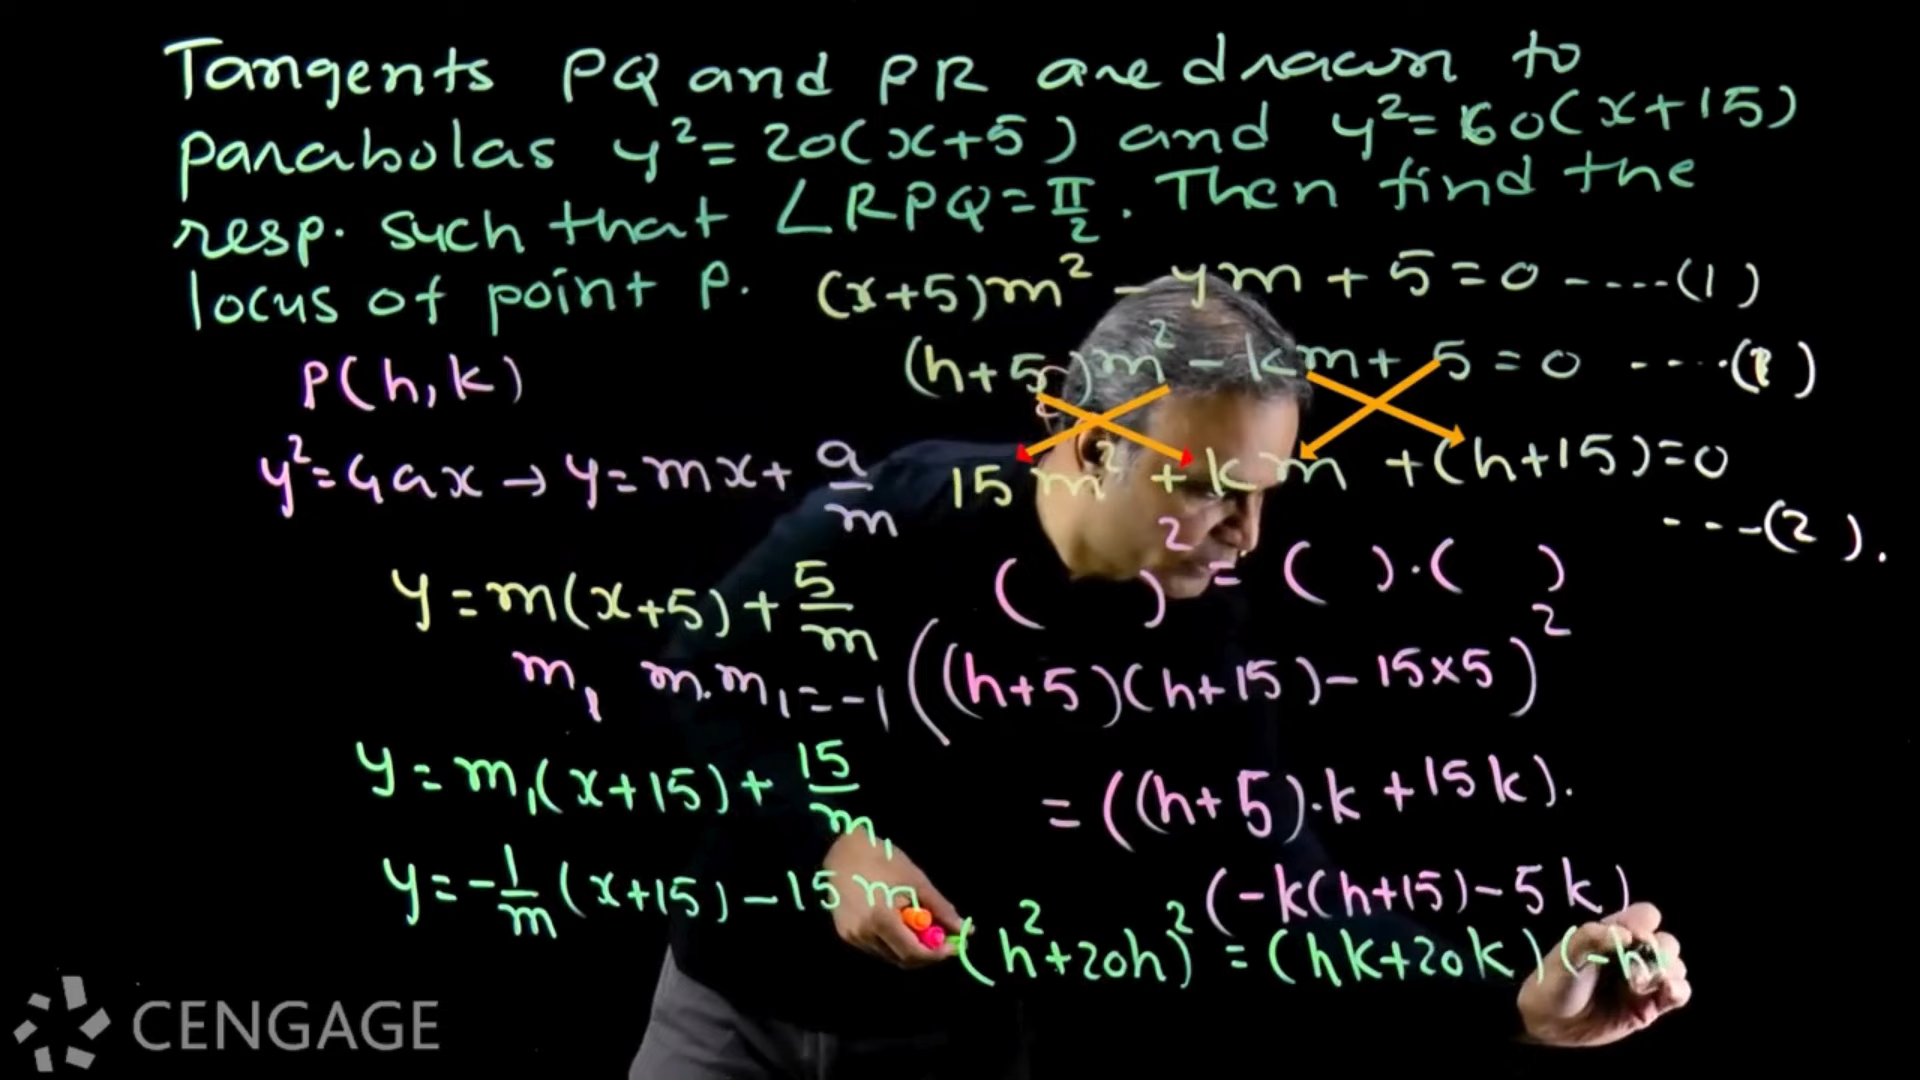 Tangents PQ and PR are drawn to
parabolas y²=20(x+5) and y²=60(x+15)
resp. such that ∠RPQ=π/2. Then find the
locus of point P.
(x+5)m² - ym + 5 = 0 -----(1)
P(h,k)
(h+5)m² - km + 5 = 0 ----(1)
y²=4ax → y=mx+a/m
15m² + km + (h+15)=0
---(2).
( )² = ( ).( )
y=m(x+5)+5/m
m₁ m.m₁=-1
((h+5)(h+15)-15×5)²
y=m₁(x+15)+15/m₁
=((h+5).k+15k).
y=-1/m(x+15)-15m
(-k(h+15)-5k)
(h²+20h)²=(hk+20k)(-h
CENGAGE